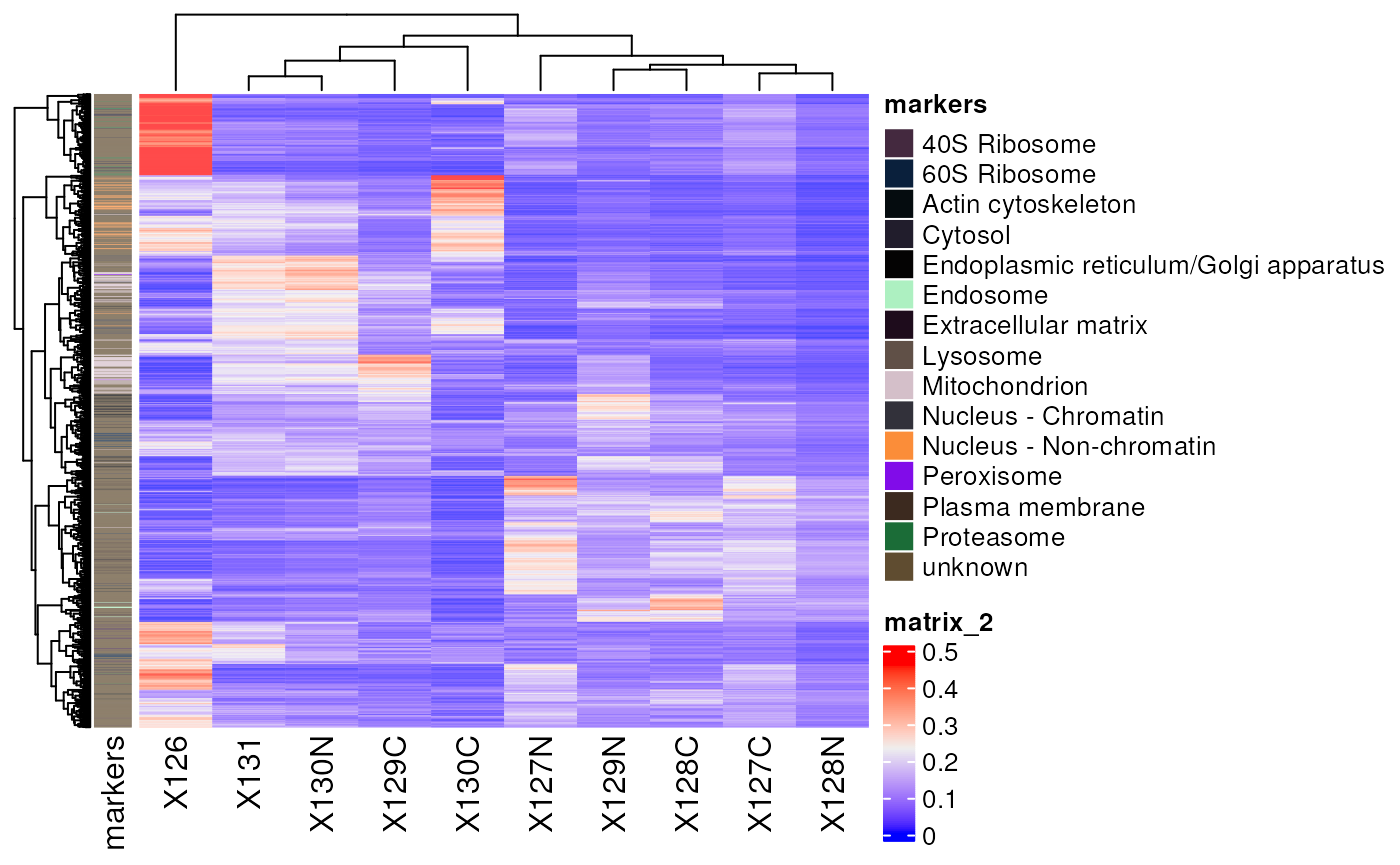 markers
40S Ribosome
60S Ribosome
Actin cytoskeleton
Cytosol
Endoplasmic reticulum/Golgi apparatus
Endosome
Extracellular matrix
Lysosome
Mitochondrion
Nucleus - Chromatin
Nucleus - Non-chromatin
Peroxisome
Plasma membrane
Proteasome
unknown
matrix_2
0.5
0.4
0.3
0.2
0.1
0
markers
X126
X131
X130N
X129C
X130C
X127N
X129N
X128C
X127C
X128N